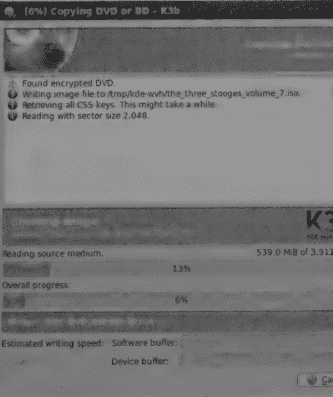 (6%) Copying DVD or BD - K3b
Found encrypted DVD.
Writing image file to /tmp/kde-wvh/the_three_stooges_volume_7.iso.
Retrieving all CSS keys. This might take a while.
Reading with sector size 2,048.
K3
Reading source medium. 539.0 MiB of 3,911
13%
Overall progress:
6%
Estimated writing speed: Software buffer:
Device buffer: